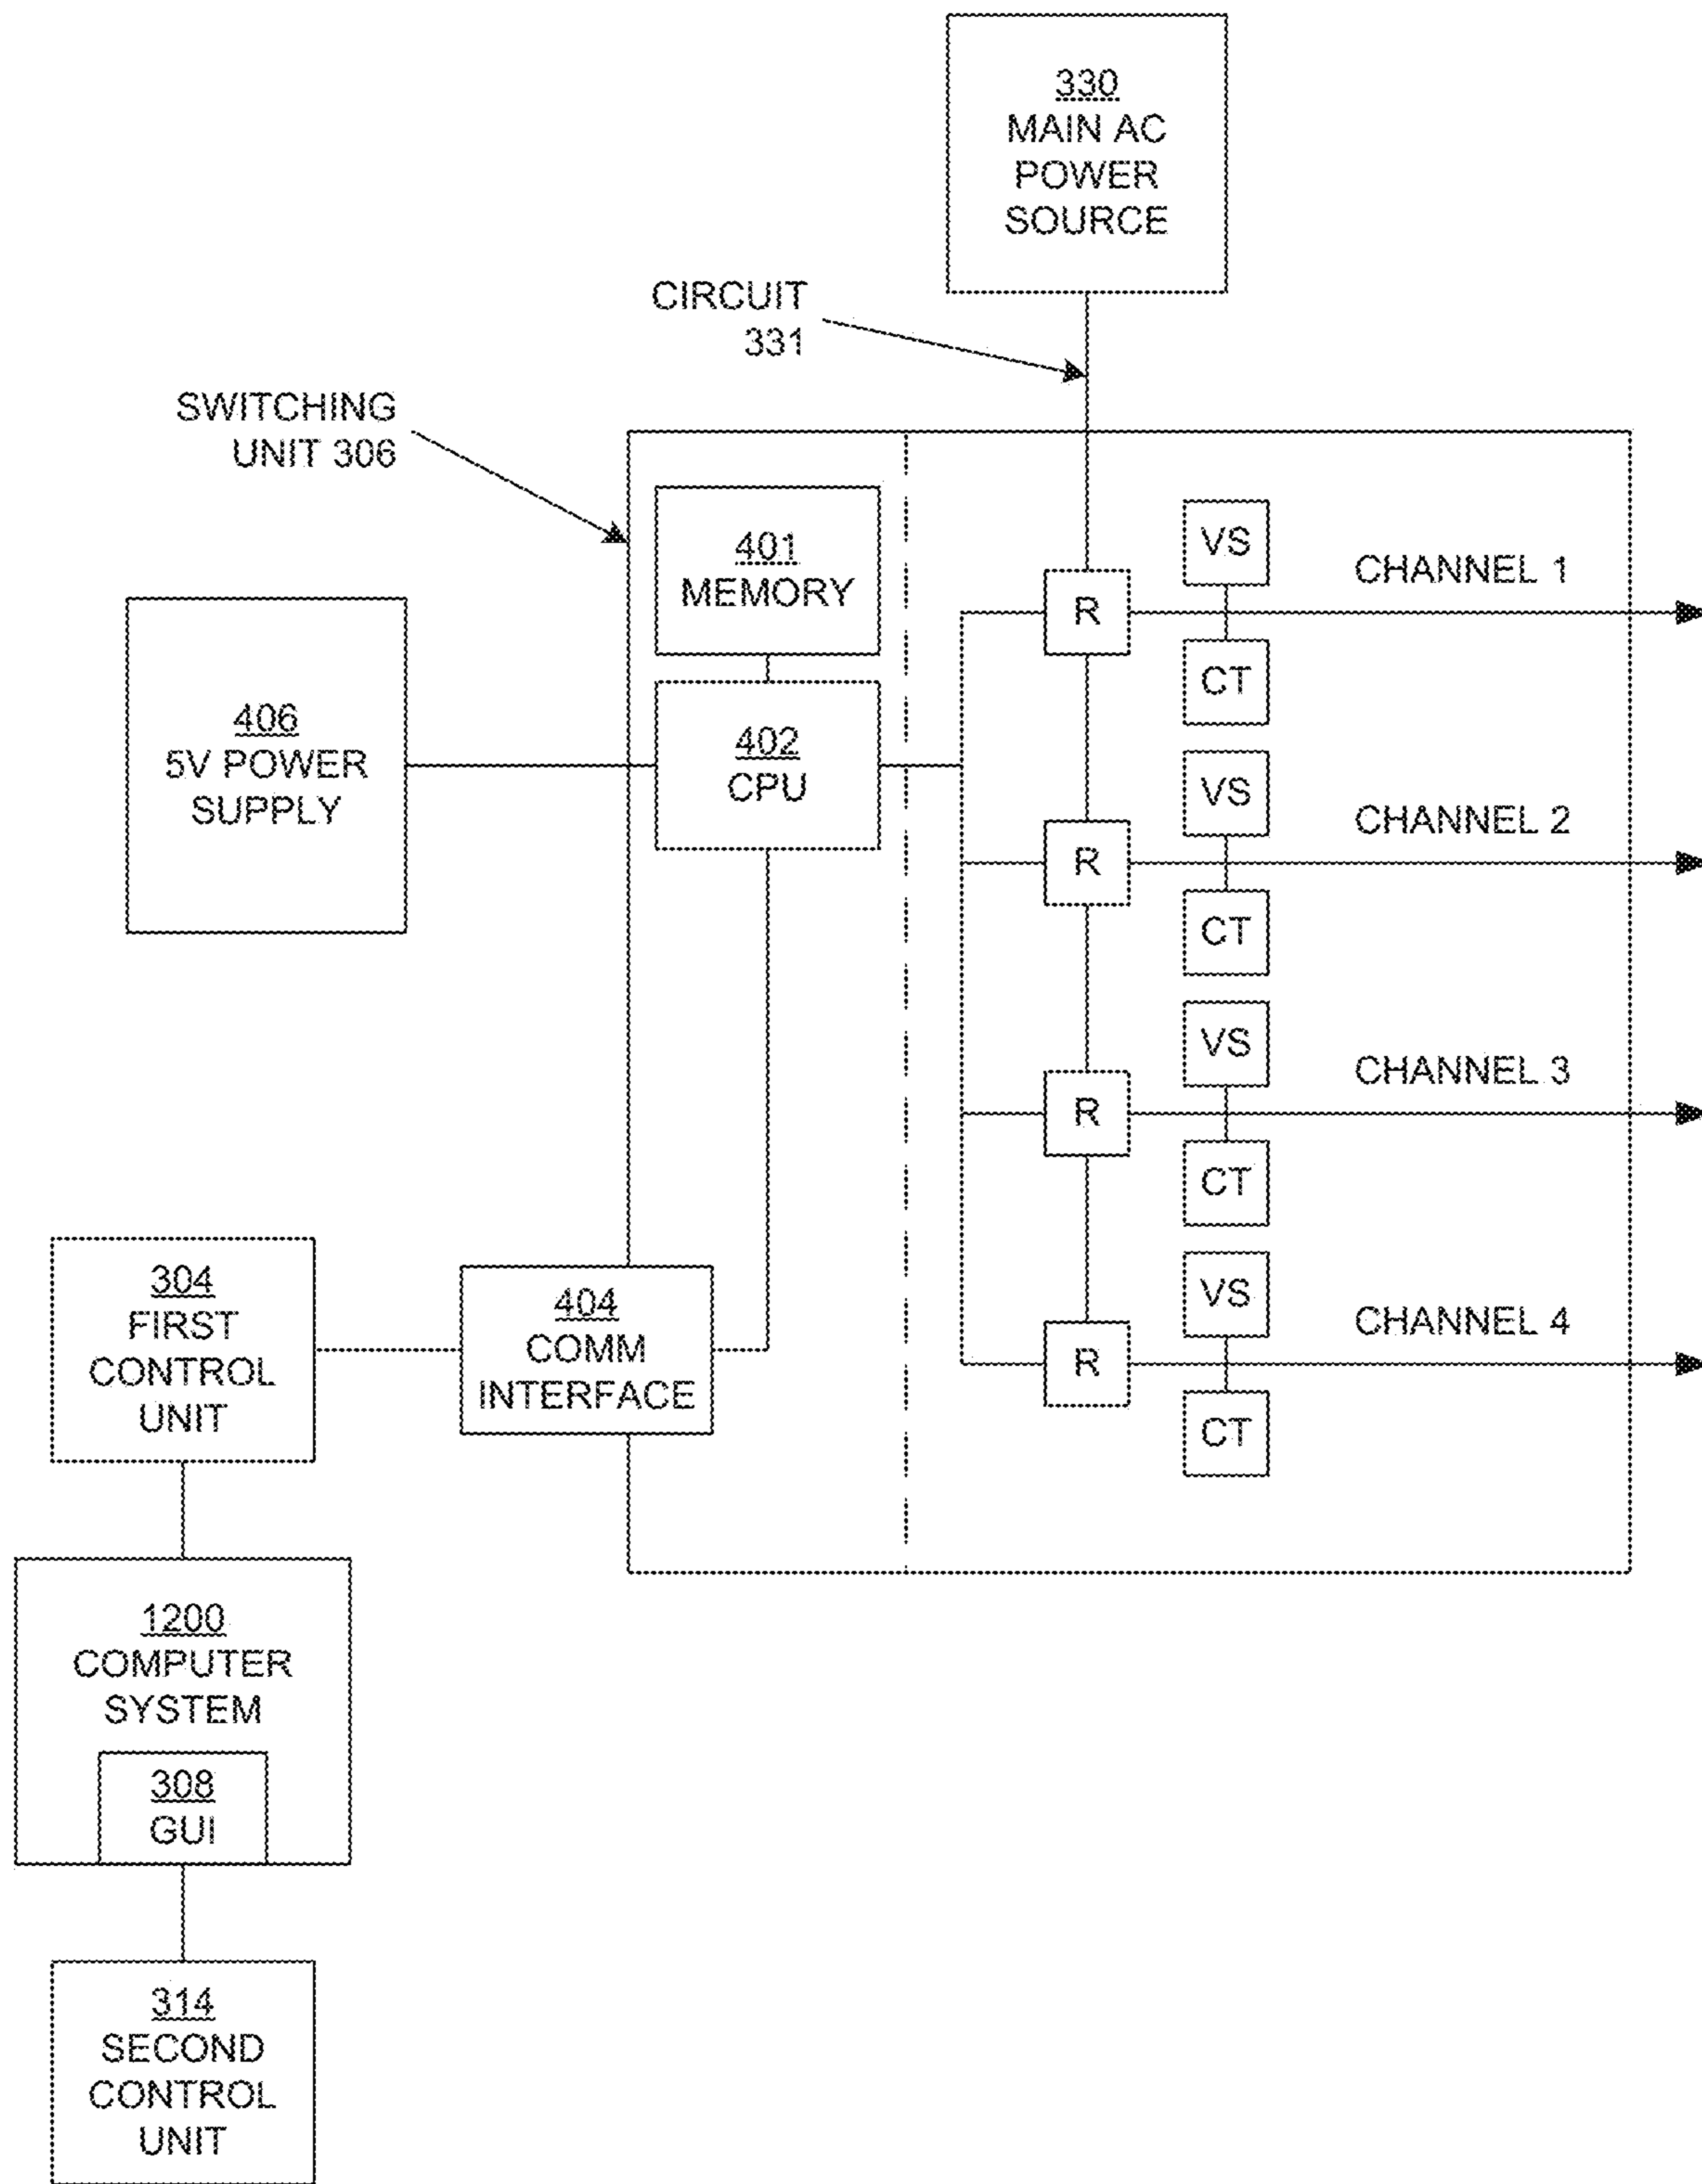 330
MAIN AC
POWER
SOURCE
CIRCUIT
331
SWITCHING
UNIT 306
401
MEMORY
VS
CHANNEL 1
R
CT
406
5V POWER
SUPPLY
402
CPU
VS
CHANNEL 2
R
CT
VS
CHANNEL 3
R
CT
304
FIRST
CONTROL
UNIT
404
COMM
INTERFACE
VS
CHANNEL 4
R
CT
1200
COMPUTER
SYSTEM
308
GUI
314
SECOND
CONTROL
UNIT